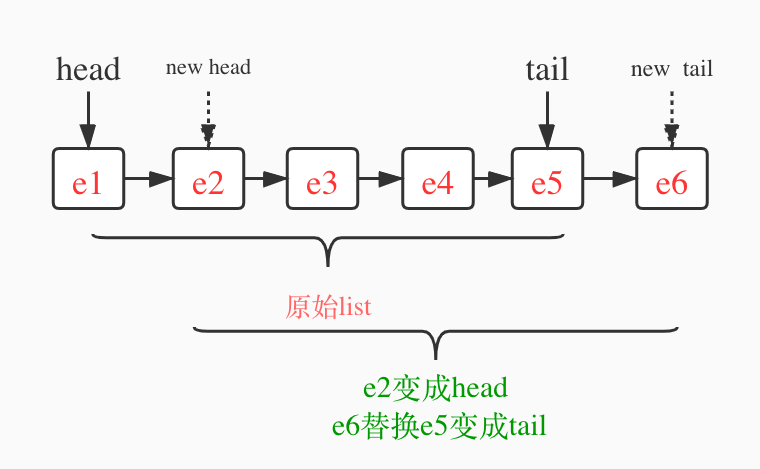 head new head tail new tail
e1 e2 e3 e4 e5 e6
原始list
e2变成head
e6替换e5变成tail